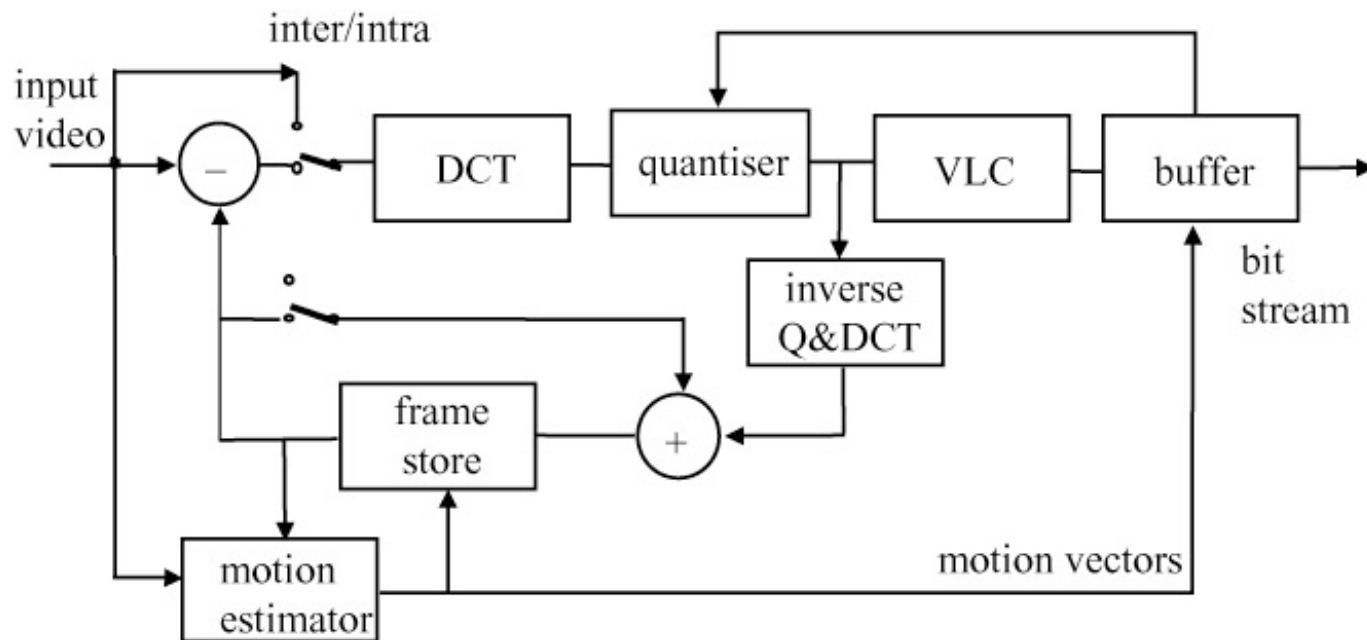 inter/intra
input
video
−
DCT
quantiser
VLC
buffer
inverse
Q&DCT
bit
stream
frame
store
+
motion
estimator
motion vectors